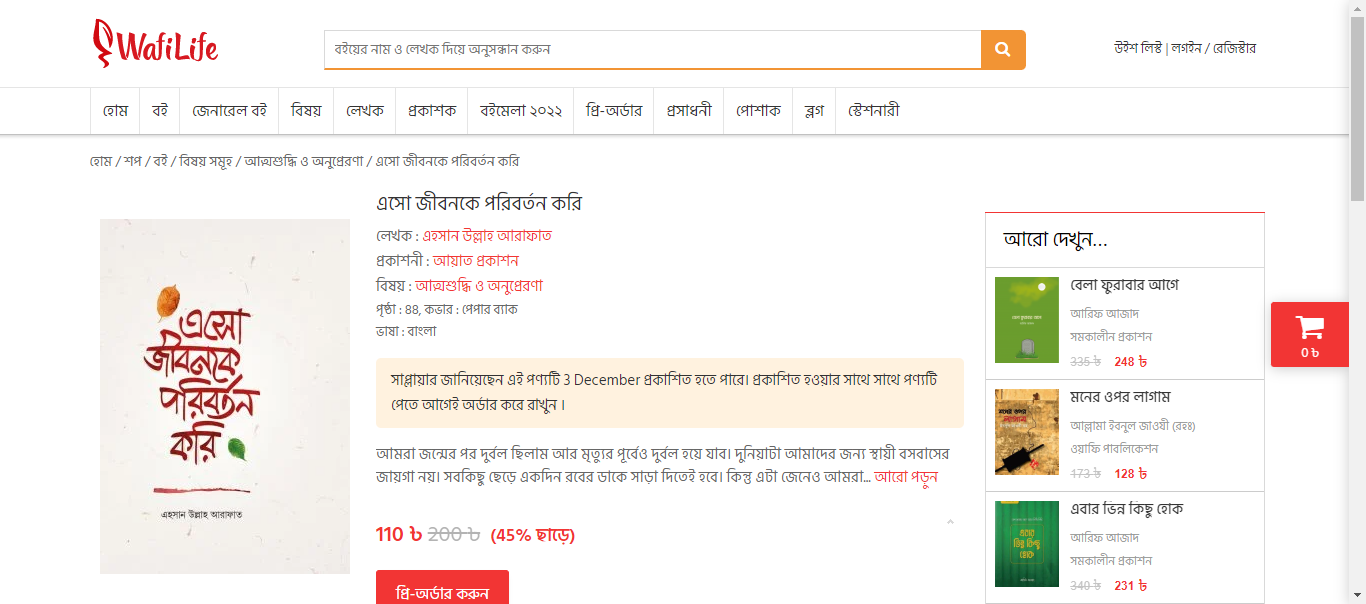 WafiLife
বইয়ের নাম ও লেখক দিয়ে অনুসন্ধান করুন
উইশ লিস্ট | লগইন / রেজিস্টার
হোম
বই
জেনারেল বই
বিষয়
লেখক
প্রকাশক
বইমেলা ২০২২
প্রি-অর্ডার
প্রসাধনী
পোশাক
ব্লগ
স্টেশনারী
হোম / শপ / বই / বিষয় সমূহ / আত্মশুদ্ধি ও অনুপ্রেরণা / এসো জীবনকে পরিবর্তন করি
এসো
জীবনকে
পরিবর্তন
করি
এহসান উল্লাহ আরাফাত
এসো জীবনকে পরিবর্তন করি
লেখক : এহসান উল্লাহ আরাফাত
প্রকাশনী : আয়াত প্রকাশন
বিষয় : আত্মশুদ্ধি ও অনুপ্রেরণা
পৃষ্ঠা : 88, কভার : পেপার ব্যাক
ভাষা : বাংলা
সাপ্লায়ার জানিয়েছেন এই পণ্যটি 3 December প্রকাশিত হতে পারে। প্রকাশিত হওয়ার সাথে সাথে পণ্যটি
পেতে আগেই অর্ডার করে রাখুন ।
আমরা জন্মের পর দুর্বল ছিলাম আর মৃত্যুর পূর্বেও দুর্বল হয়ে যাব। দুনিয়াটা আমাদের জন্য স্থায়ী বসবাসের
জায়গা নয়। সবকিছু ছেড়ে একদিন রবের ডাকে সাড়া দিতেই হবে। কিন্তু এটা জেনেও আমরা... আরো পড়ুন
110 ৳ 200 ৳ (45% ছাড়ে)
প্রি-অর্ডার করুন
আরো দেখুন...
বেলা ফুরাবার আগে
আরিফ আজাদ
সমকালীন প্রকাশন
335 ৳ 248 ৳
মনের ওপর লাগাম
আল্লামা ইবনুল জাওযী (রহঃ)
ওয়াফি পাবলিকেশন
173 ৳ 128 ৳
এবার ভিন্ন কিছু হোক
আরিফ আজাদ
সমকালীন প্রকাশন
340 ৳ 231 ৳
0 ৳